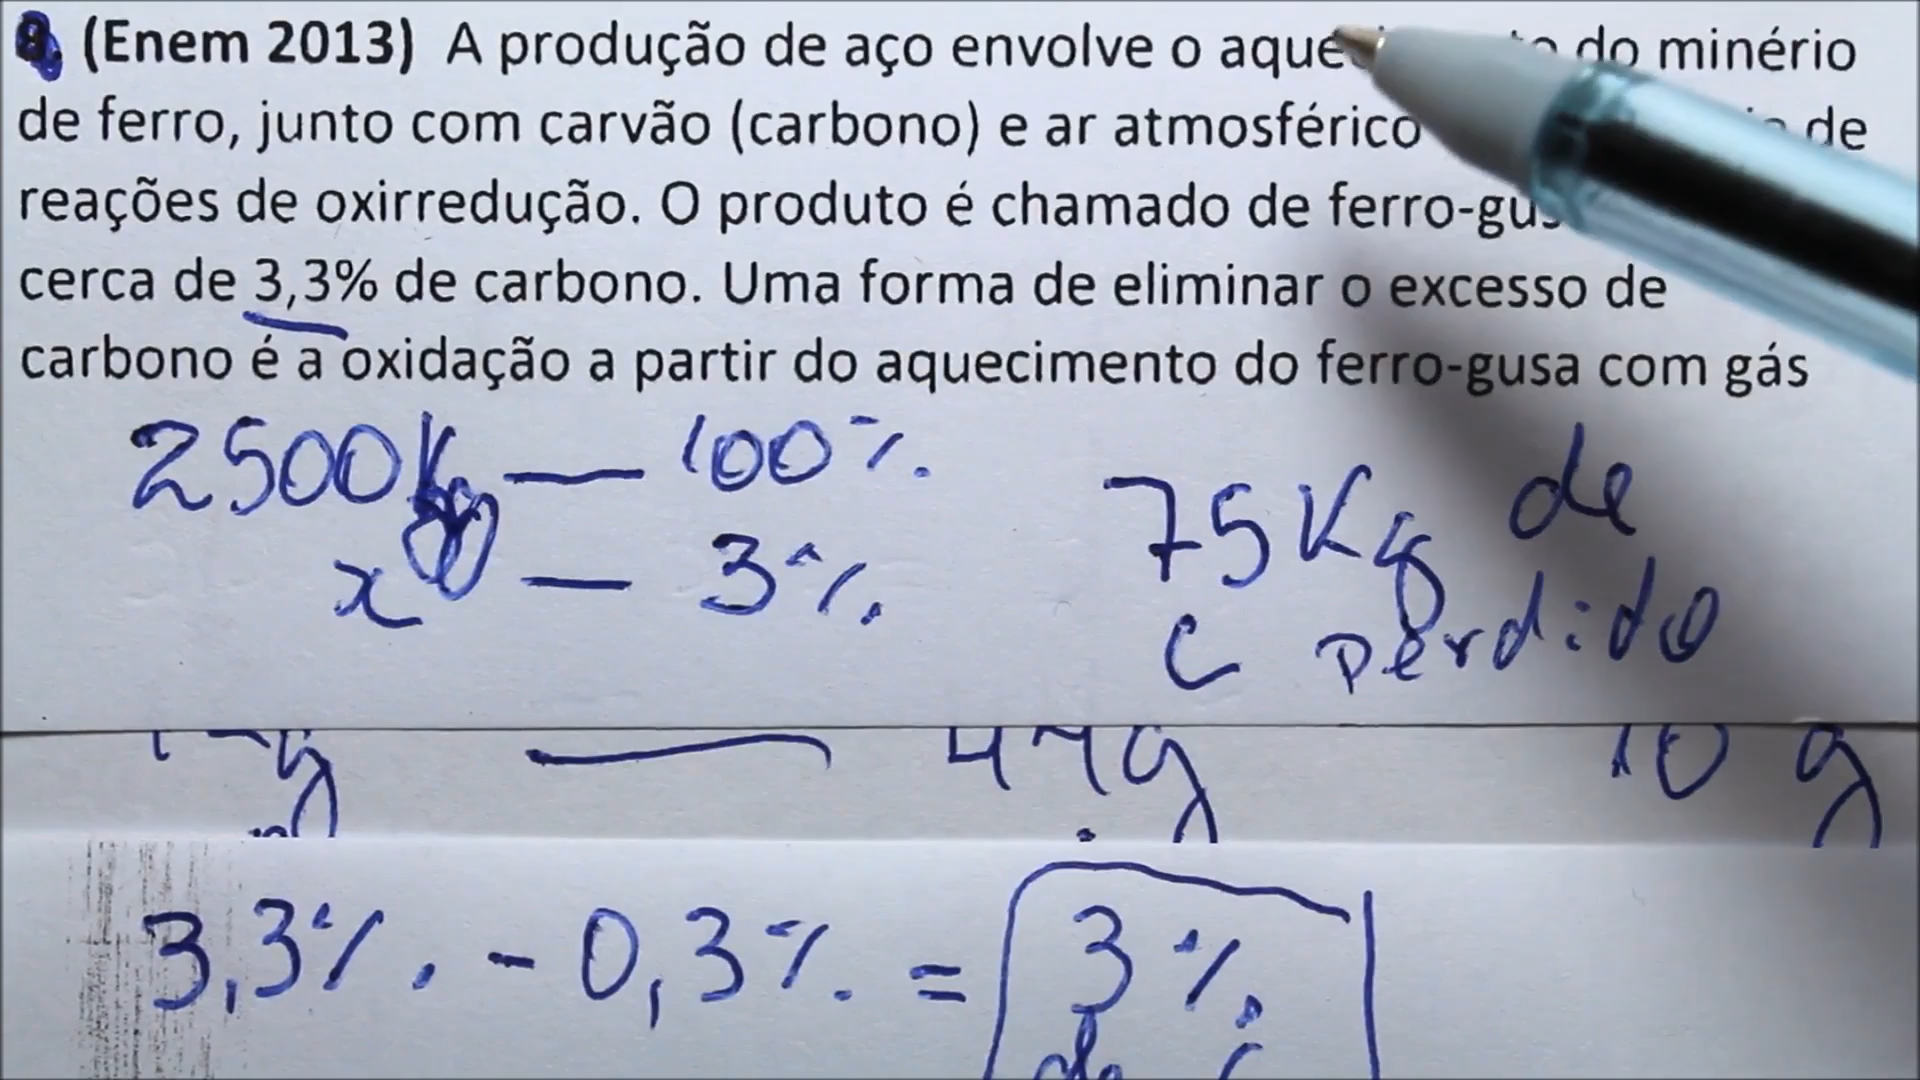 (Enem 2013) A produção de aço envolve o do minério
de ferro, junto com carvão (carbono) e ar atmosférico de
reações de oxirredução. O produto é chamado de
cerca de 3,3% de carbono. Uma forma de eliminar o excesso de
carbono é a oxidação a partir do aquecimento do ferro-gusa com gás
2500kg — 100%.
x — 3%.
75Kg de
C perdido
g — 44g 10 g
3,3%. - 0,3%. = 3%.
de